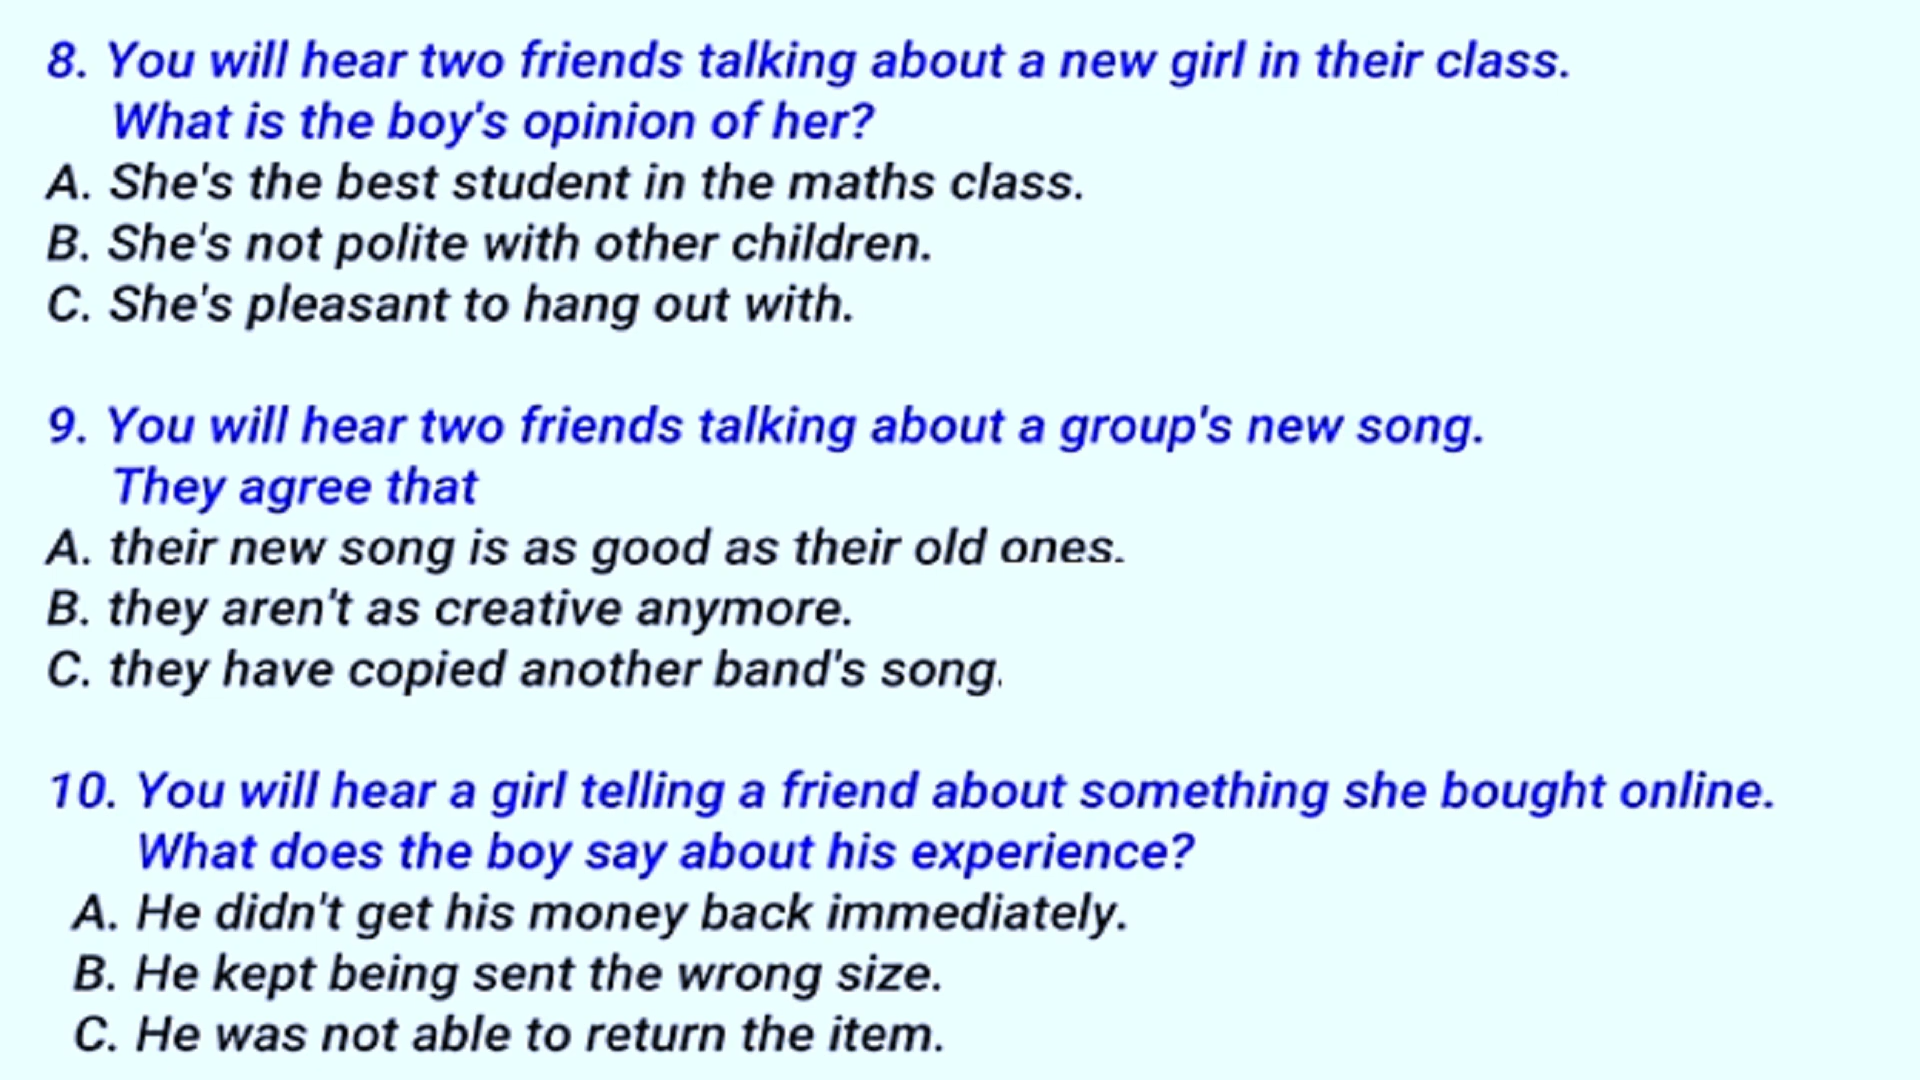 8. You will hear two friends talking about a new girl in their class.
What is the boy's opinion of her?
A. She's the best student in the maths class.
B. She's not polite with other children.
C. She's pleasant to hang out with.
9. You will hear two friends talking about a group's new song.
They agree that
A. their new song is as good as their old ones.
B. they aren't as creative anymore.
C. they have copied another band's song.
10. You will hear a girl telling a friend about something she bought online.
What does the boy say about his experience?
A. He didn't get his money back immediately.
B. He kept being sent the wrong size.
C. He was not able to return the item.